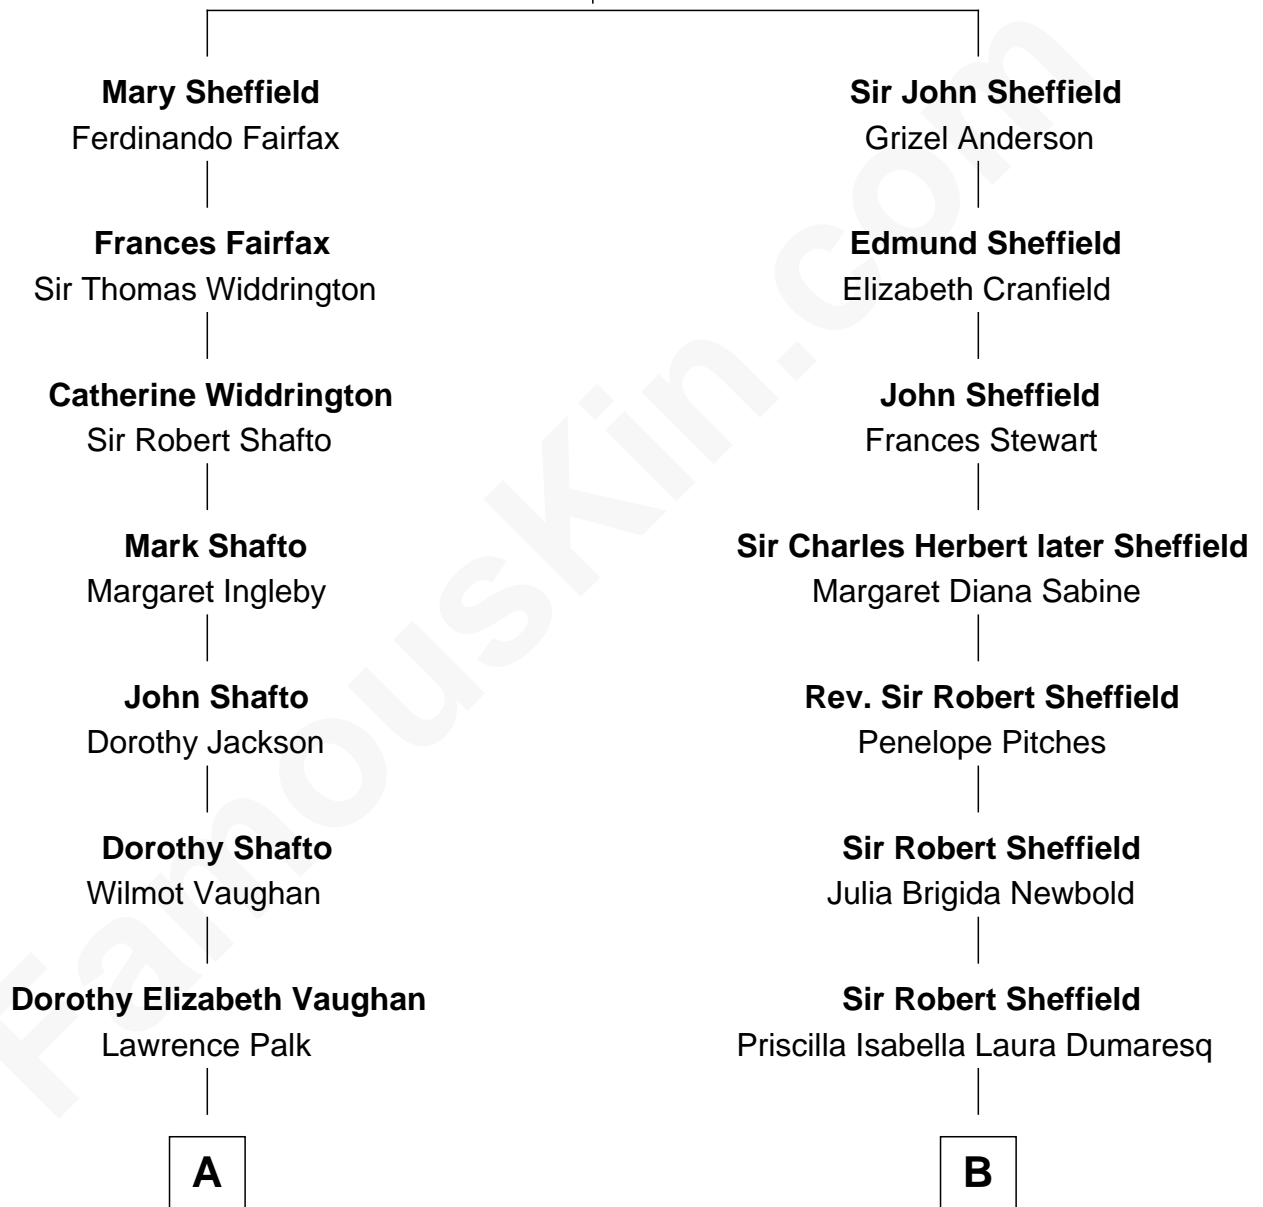 Mary Sheffield
Ferdinando Fairfax
Frances Fairfax
Sir Thomas Widdrington
Catherine Widdrington
Sir Robert Shafto
Mark Shafto
Margaret Ingleby
John Shafto
Dorothy Jackson
Dorothy Shafto
Wilmot Vaughan
Dorothy Elizabeth Vaughan
Lawrence Palk
A
Sir John Sheffield
Grizel Anderson
Edmund Sheffield
Elizabeth Cranfield
John Sheffield
Frances Stewart
Sir Charles Herbert later Sheffield
Margaret Diana Sabine
Rev. Sir Robert Sheffield
Penelope Pitches
Sir Robert Sheffield
Julia Brigida Newbold
Sir Robert Sheffield
Priscilla Isabella Laura Dumaresq
B
FamousKin.com